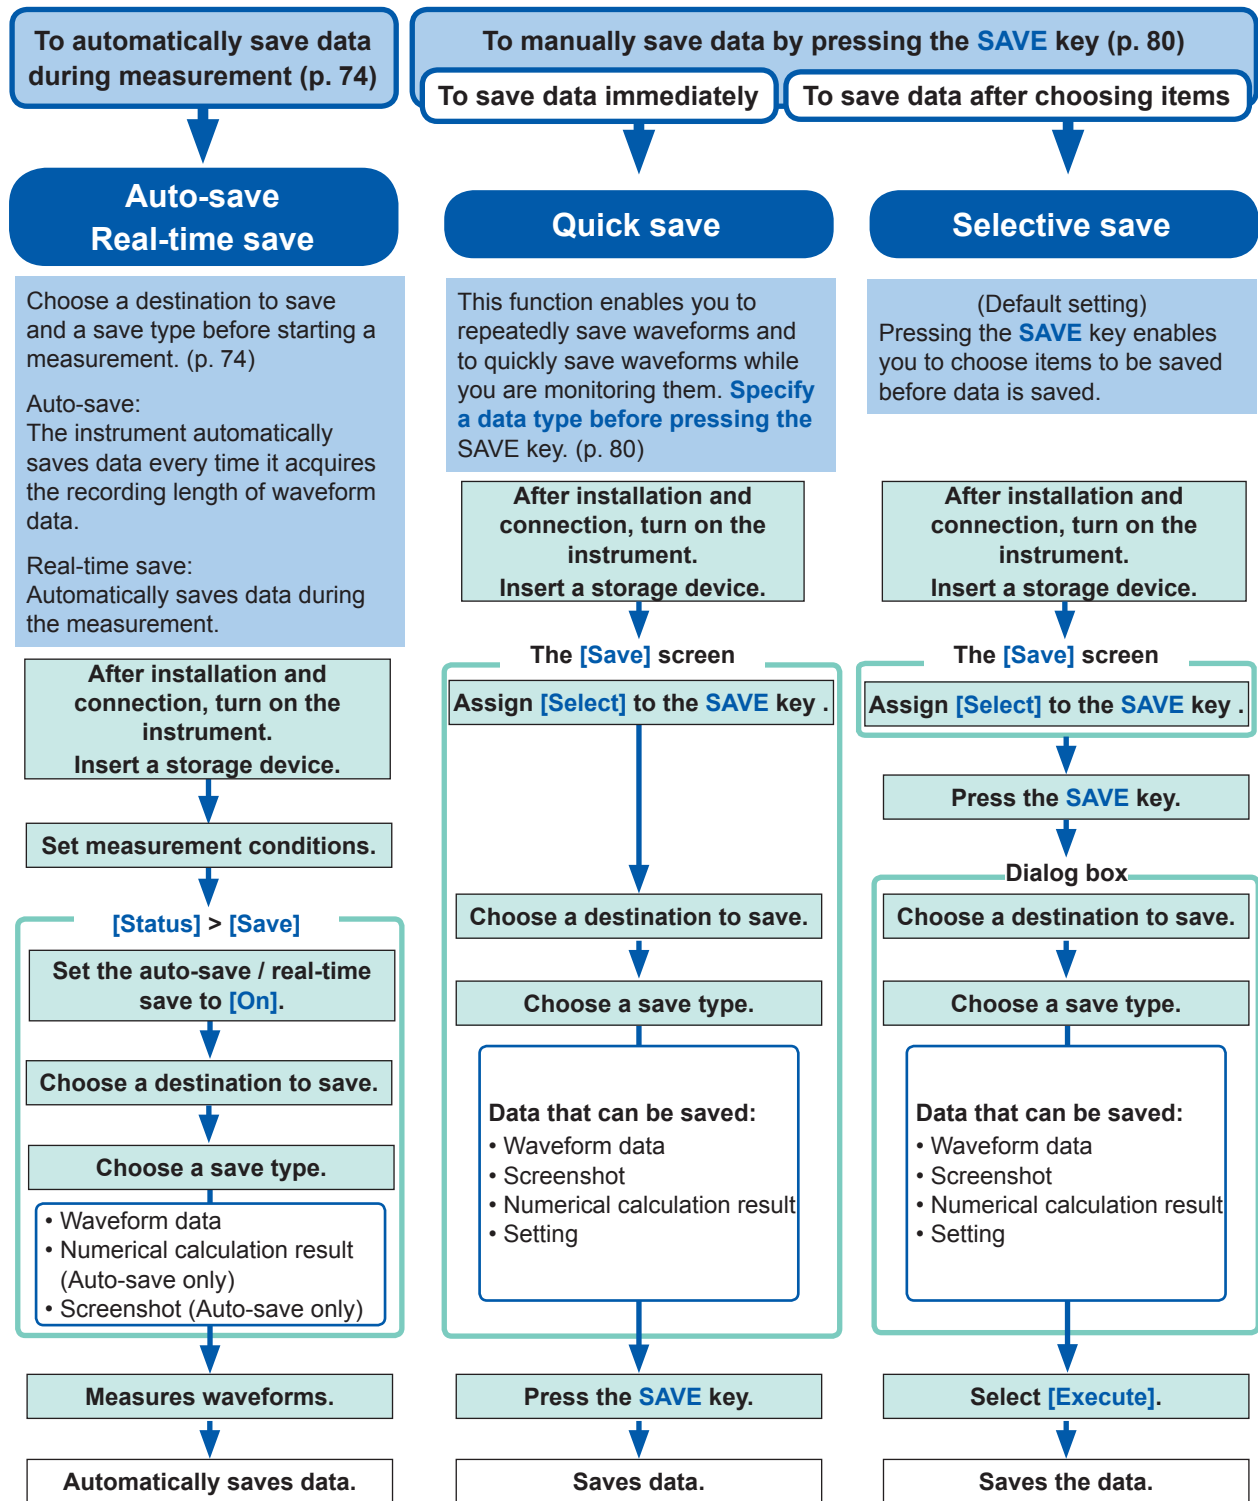 To automatically save data
during measurement (p. 74)
To manually save data by pressing the SAVE key (p. 80)
To save data immediately
To save data after choosing items
Auto-save
Real-time save
Choose a destination to save
and a save type before starting a
measurement. (p. 74)
Auto-save:
The instrument automatically
saves data every time it acquires
the recording length of waveform
data.
Real-time save:
Automatically saves data during
the measurement.
After installation and
connection, turn on the
instrument.
Insert a storage device.
Set measurement conditions.
[Status] > [Save]
Set the auto-save / real-time
save to [On].
Choose a destination to save.
Choose a save type.
• Waveform data
• Numerical calculation result
(Auto-save only)
• Screenshot (Auto-save only)
Measures waveforms.
Automatically saves data.
Quick save
This function enables you to
repeatedly save waveforms and
to quickly save waveforms while
you are monitoring them. Specify
a data type before pressing the
SAVE key. (p. 80)
After installation and
connection, turn on the
instrument.
Insert a storage device.
The [Save] screen
Assign [Select] to the SAVE key .
Choose a destination to save.
Choose a save type.
Data that can be saved:
• Waveform data
• Screenshot
• Numerical calculation result
• Setting
Press the SAVE key.
Saves data.
Selective save
(Default setting)
Pressing the SAVE key enables
you to choose items to be saved
before data is saved.
After installation and
connection, turn on the
instrument.
Insert a storage device.
The [Save] screen
Assign [Select] to the SAVE key .
Press the SAVE key.
Dialog box
Choose a destination to save.
Choose a save type.
Data that can be saved:
• Waveform data
• Screenshot
• Numerical calculation result
• Setting
Select [Execute].
Saves the data.